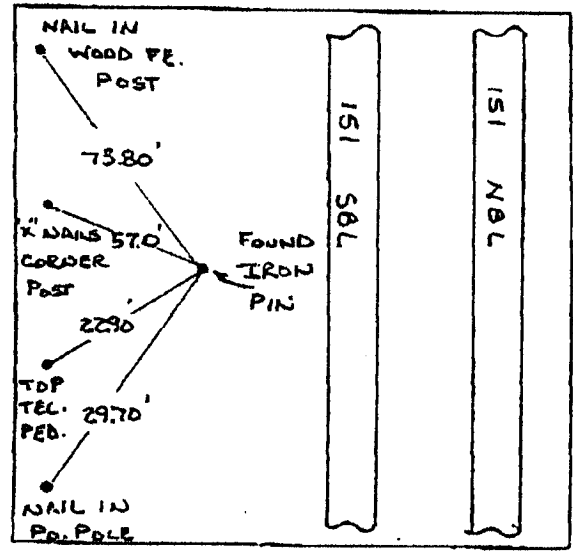 NAIL IN
WOOD FE.
POST
73.80'
"X" NAILS
CORNER
POST
57.0'
FOUND
IRON
PIN
22.90'
TOP
TEL.
PED.
29.70'
NAIL IN
PO. POLE
151 SBL
151 NBL